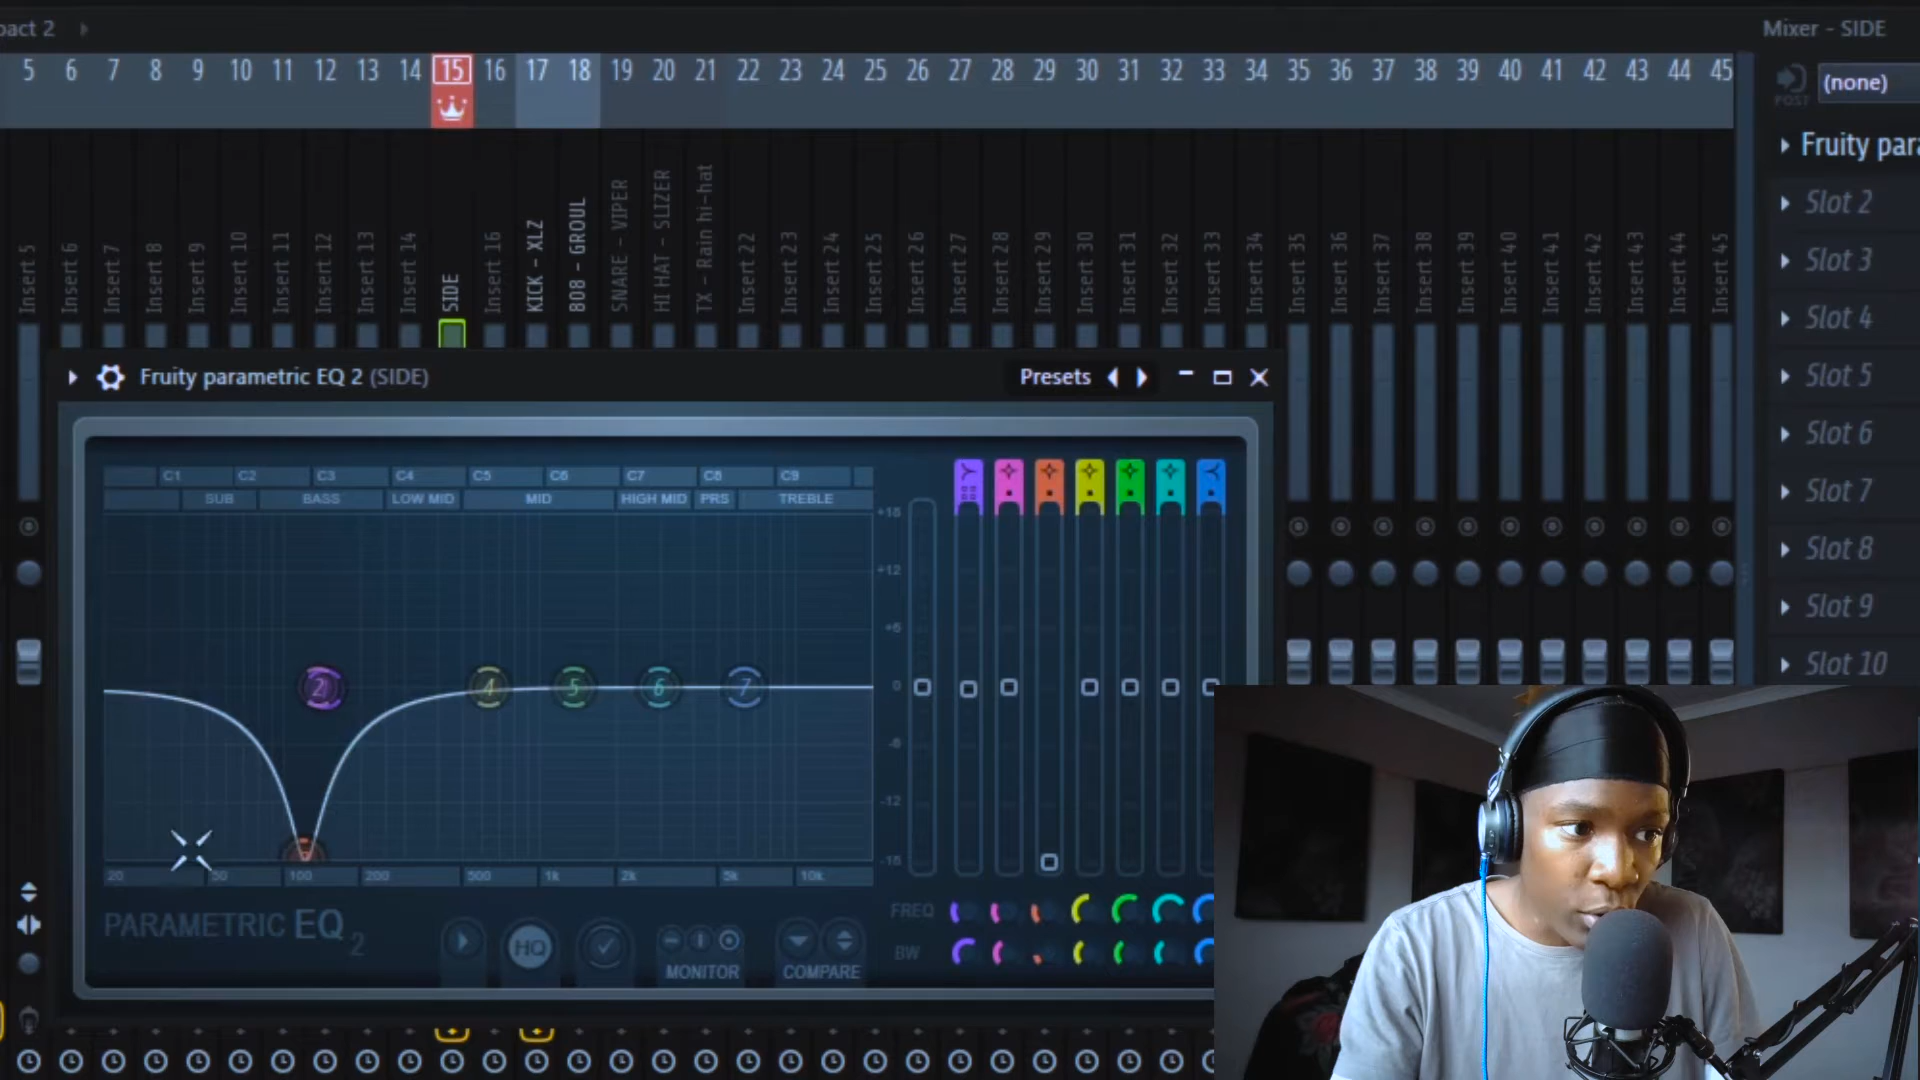 pact 2
Mixer - SIDE
5 6 7 8 9 10 11 12 13 14 15 16 17 18 19 20 21 22 23 24 25 26 27 28 29 30 31 32 33 34 35 36 37 38 39 40 41 42 43 44 45
POST
(none)
Insert 5
Insert 6
Insert 7
Insert 8
Insert 9
Insert 10
Insert 11
Insert 12
Insert 13
Insert 14
SIDE
Insert 16
KICK - XLZ
808 - GROUL
SNARE - VIPER
HI HAT - SLIZER
TX - Rain hi-hat
Insert 22
Insert 23
Insert 24
Insert 25
Insert 26
Insert 27
Insert 28
Insert 29
Insert 30
Insert 31
Insert 32
Insert 33
Insert 34
Insert 35
Insert 36
Insert 37
Insert 38
Insert 39
Insert 40
Insert 41
Insert 42
Insert 43
Insert 44
Insert 45
Fruity par
Slot 2
Slot 3
Slot 4
Slot 5
Slot 6
Slot 7
Slot 8
Slot 9
Slot 10
Fruity parametric EQ 2 (SIDE)
Presets
C1 C2 C3 C4 C5 C6 C7 C8 C9
SUB BASS LOW MID MID HIGH MID PRS TREBLE
+12
0
-12
2 4 5 6 7
20 50 100 200 500 1k 2k 5k 10k
PARAMETRIC EQ 2
HQ
MONITOR
COMPARE
FREQ
BW